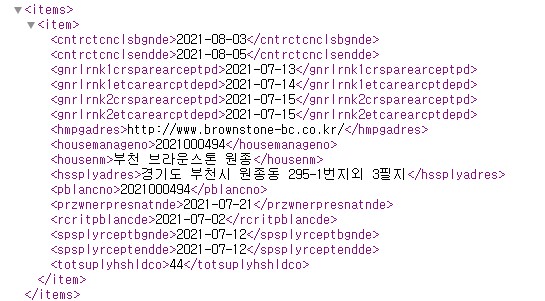 <items>
<item>
<cntrctcnclsbgnde>2021-08-03</cntrctcnclsbgnde>
<cntrctcnclsendde>2021-08-05</cntrctcnclsendde>
<gnrlrnk1crsparearceptpd>2021-07-13</gnrlrnk1crsparearceptpd>
<gnrlrnk1etcarearcptpd>2021-07-14</gnrlrnk1etcarearcptpd>
<gnrlrnk2crsparearceptpd>2021-07-15</gnrlrnk2crsparearceptpd>
<gnrlrnk2etcarearcptpd>2021-07-15</gnrlrnk2etcarearcptpd>
<hmpgadres>http://www.brownstone-bc.co.kr/</hmpgadres>
<housemanageno>2021000494</housemanageno>
<housenm>부천 브라운스톤 원종</housenm>
<hssplyadres>경기도 부천시 원종동 295-1번지외 3필지</hssplyadres>
<pblancno>2021000494</pblancno>
<przwnerpresnatnde>2021-07-21</przwnerpresnatnde>
<rcritpblancde>2021-07-02</rcritpblancde>
<spsplyrceptbgnde>2021-07-12</spsplyrceptbgnde>
<spsplyrceptendde>2021-07-12</spsplyrceptendde>
<totsuplyhshldco>44</totsuplyhshldco>
</item>
</items>